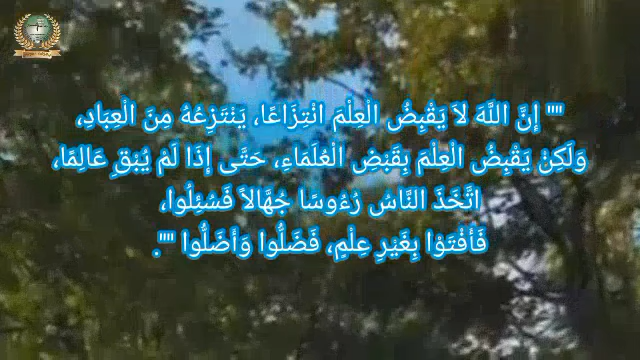 "" إِنَّ اللَّهَ لاَ يَقْبِضُ الْعِلْمَ انْتِزَاعًا، يَنْتَزِعُهُ مِنَ الْعِبَادِ،
وَلَكِنْ يَقْبِضُ الْعِلْمَ بِقَبْضِ الْعُلَمَاءِ، حَتَّى إِذَا لَمْ يُبْقِ عَالِمًا،
اتَّخَذَ النَّاسُ رُءُوسًا جُهَّالاً فَسُئِلُوا،
فَأَفْتَوْا بِغَيْرِ عِلْمٍ، فَضَلُّوا وَأَضَلُّوا "".